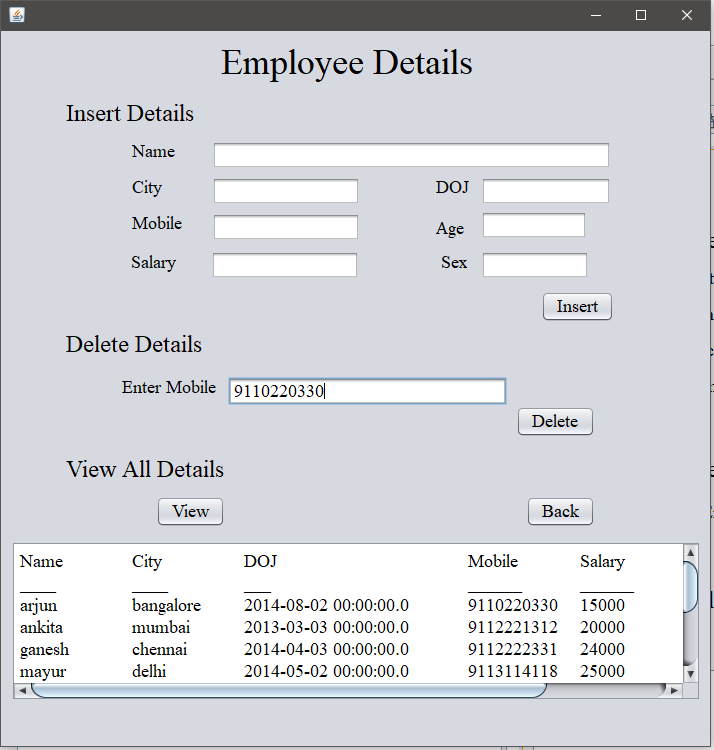 Employee Details
Insert Details
Name
City DOJ
Mobile Age
Salary Sex
Insert
Delete Details
Enter Mobile 9110220330
Delete
View All Details
View Back
Name City DOJ Mobile Salary
____ ____ ___ ______ ______
arjun bangalore 2014-08-02 00:00:00.0 9110220330 15000
ankita mumbai 2013-03-03 00:00:00.0 9112221312 20000
ganesh chennai 2014-04-03 00:00:00.0 9112222331 24000
mayur delhi 2014-05-02 00:00:00.0 9113114118 25000